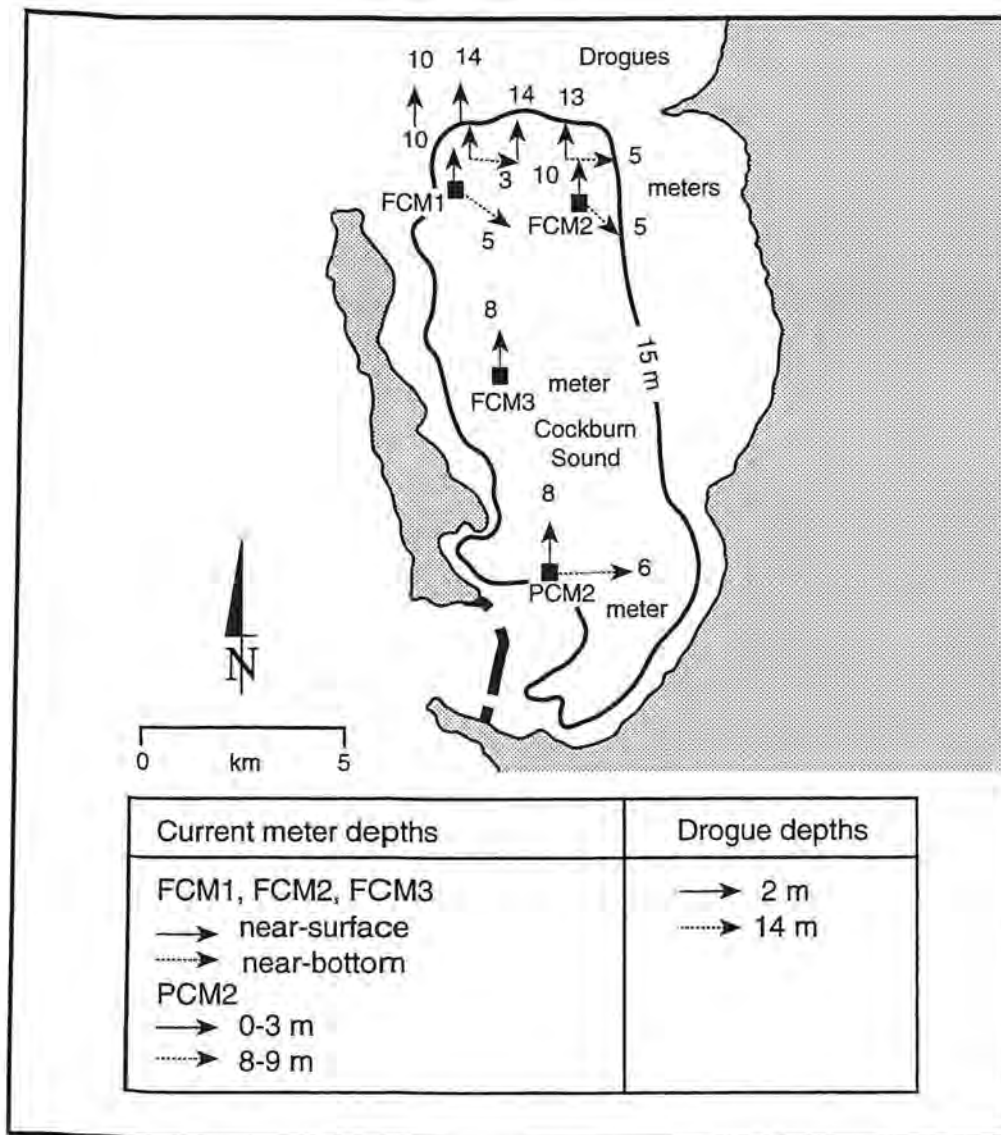 Drogues
10 14
14 13
10
5
3 10
meters
FCM1
FCM2
5
5
8
15 m
FCM3
meter
Cockburn
Sound
8
6
PCM2
meter
N
0 km 5
Current meter depths
Drogue depths
FCM1, FCM2, FCM3
near-surface
near-bottom
PCM2
0-3 m
8-9 m
2 m
14 m